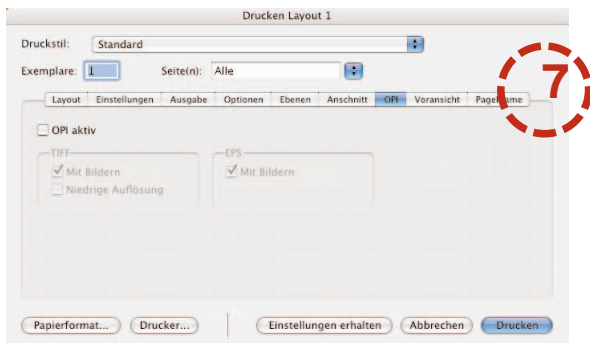 Drucken Layout 1
Druckstil: Standard
Exemplare: 1 Seite(n): Alle
7
Layout Einstellungen Ausgabe Optionen Ebenen Anschnitt OPI Voransicht
OPI aktiv
TIFF EPS
Mit Bildern Mit Bildern
Niedrige Auflösung
Papierformat... Drucker... Einstellungen erhalten Abbrechen Drucken